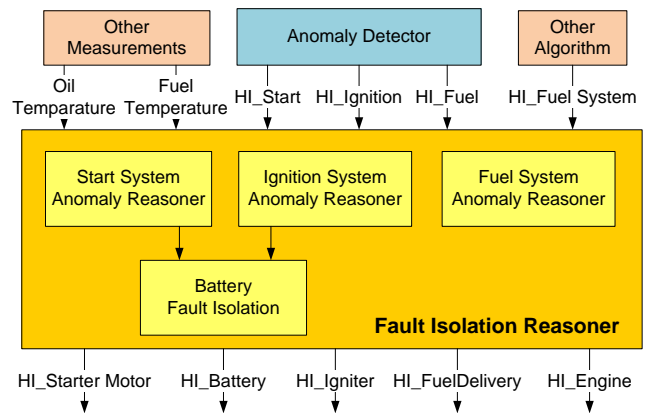 Other
Measurements
Anomaly Detector
Other
Algorithm
Oil
Temparature
Fuel
Temperature
HI_Start
HI_Ignition
HI_Fuel
HI_Fuel System
Start System
Anomaly Reasoner
Ignition System
Anomaly Reasoner
Fuel System
Anomaly Reasoner
Battery
Fault Isolation
Fault Isolation Reasoner
HI_Starter Motor
HI_Battery
HI_Igniter
HI_FuelDelivery
HI_Engine